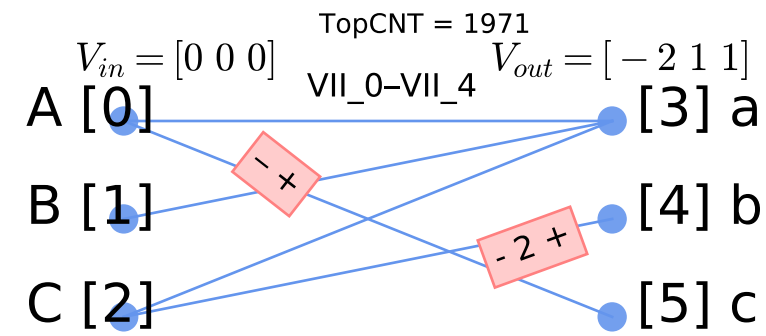 TopCNT = 1971
V_in = [0 0 0] V_out = [−2 1 1]
VII_0–VII_4
A [0] [3] a
- +
B [1] [4] b
- 2 +
C [2] [5] c